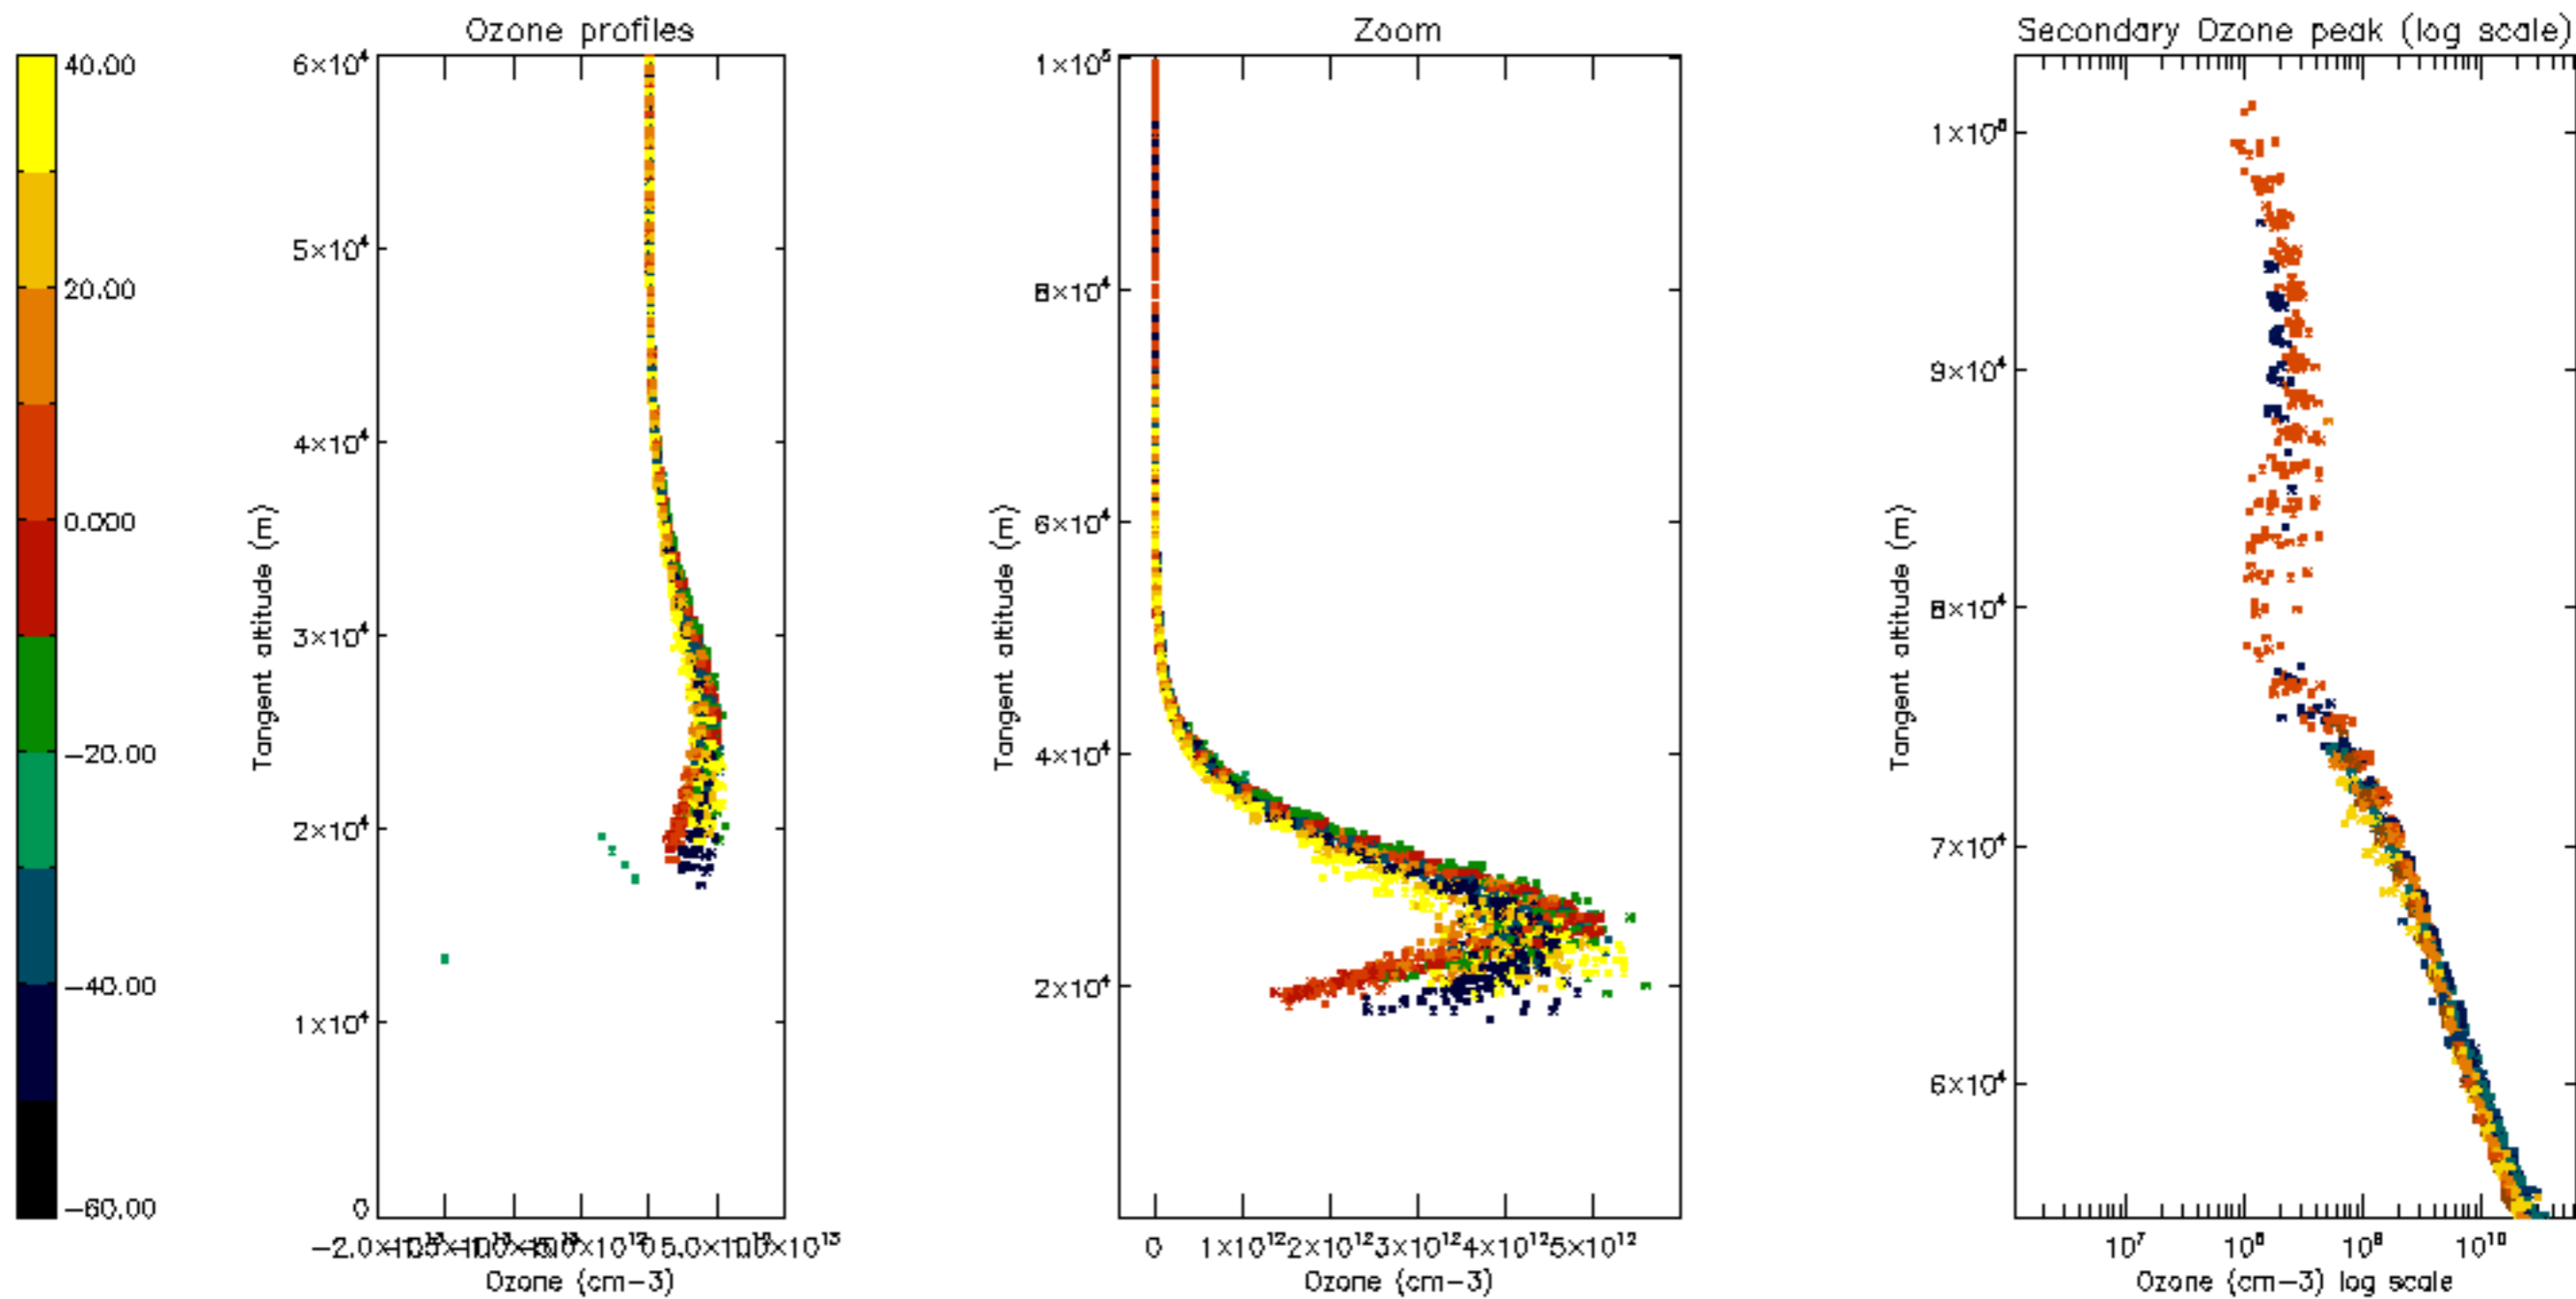 Ozone profiles
Zoom
Secondary Ozone peak (log scale)
40.00
20.00
0.000
−20.00
−40.00
−60.00
6×10⁴
5×10⁴
4×10⁴
3×10⁴
2×10⁴
1×10⁴
0
Tangent altitude (m)
5.0×10
Ozone (cm−3)
1×10⁵
8×10⁴
6×10⁴
4×10⁴
2×10⁴
Tangent altitude (m)
0 1×10¹² 2×10¹² 3×10¹² 4×10¹² 5×10¹²
Ozone (cm−3)
9×10⁴
8×10⁴
7×10⁴
6×10⁴
Tangent altitude (m)
10⁷ 10⁸ 10⁹ 10¹⁰
Ozone (cm−3) log scale